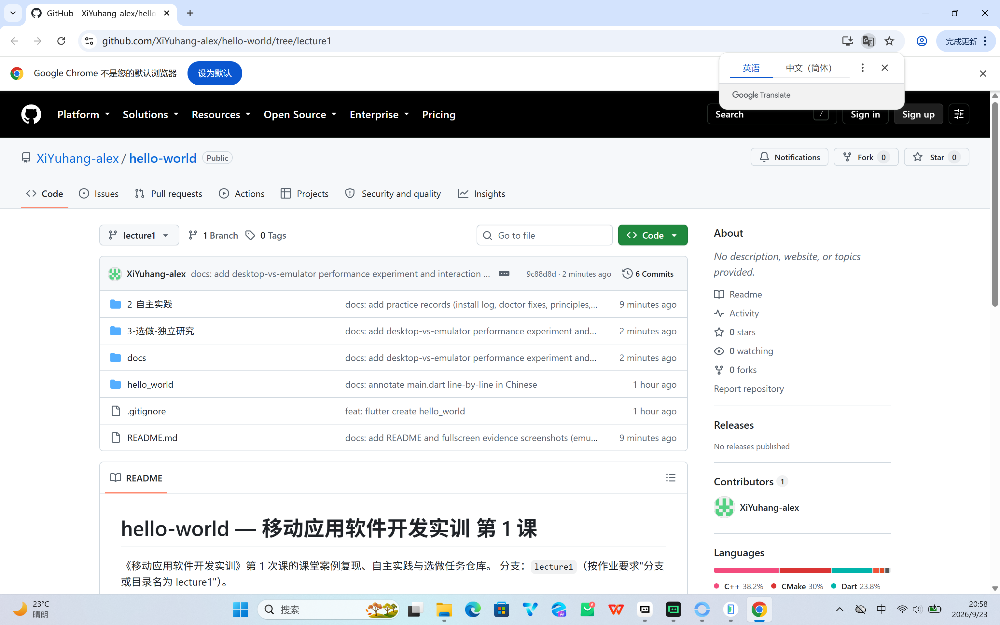 GitHub - XiYuhang-alex/hello
github.com/XiYuhang-alex/hello-world/tree/lecture1
完成更新
Google Chrome 不是您的默认浏览器
设为默认
英语
中文（简体）
Google Translate
Platform
Solutions
Resources
Open Source
Enterprise
Pricing
Search
/
Sign in
Sign up
XiYuhang-alex / hello-world
Public
Notifications
Fork 0
Star 0
Code
Issues
Pull requests
Actions
Projects
Security and quality
Insights
lecture1
1 Branch
0 Tags
Go to file
Code
XiYuhang-alex docs: add desktop-vs-emulator performance experiment and interaction ...
9c88d8d · 2 minutes ago
6 Commits
2-自主实践 docs: add practice records (install log, doctor fixes, principles,... 9 minutes ago
3-选做-独立研究 docs: add desktop-vs-emulator performance experiment and... 2 minutes ago
docs docs: add desktop-vs-emulator performance experiment and... 2 minutes ago
hello_world docs: annotate main.dart line-by-line in Chinese 1 hour ago
.gitignore feat: flutter create hello_world 1 hour ago
README.md docs: add README and fullscreen evidence screenshots (emu... 9 minutes ago
README
hello-world — 移动应用软件开发实训 第 1 课
《移动应用软件开发实训》第 1 次课的课堂案例复现、自主实践与选做任务仓库。 分支：lecture1（按作业要求"分支
或目录名为 lecture1"）。
About
No description, website, or topics
provided.
Readme
Activity
0 stars
0 watching
0 forks
Report repository
Releases
No releases published
Contributors 1
XiYuhang-alex
Languages
C++ 38.2% CMake 30% Dart 23.8%
23°C
晴朗
搜索
AI
6
中
20:58
2026/9/23